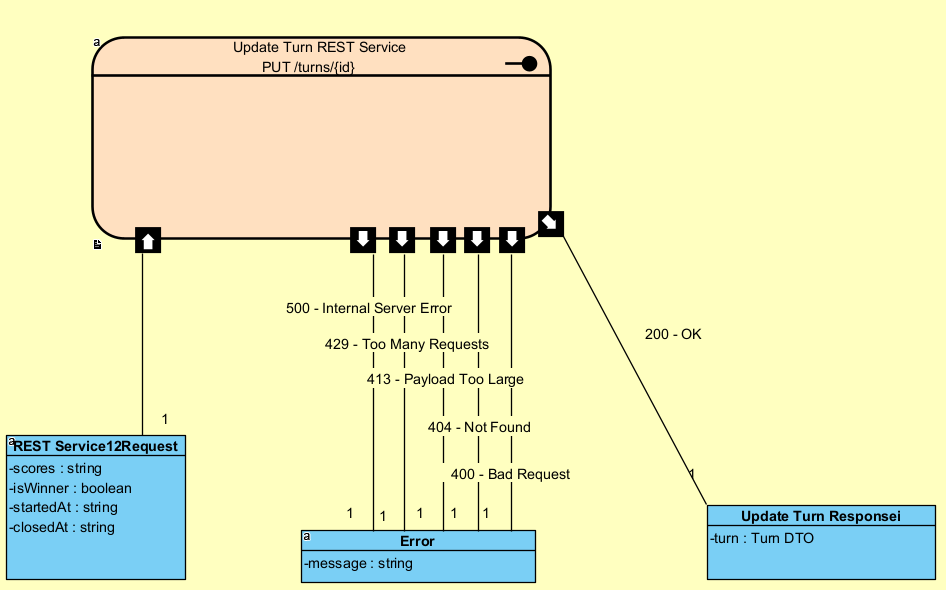 a
Update Turn REST Service
PUT /turns/{id}
500 - Internal Server Error
429 - Too Many Requests
413 - Payload Too Large
404 - Not Found
400 - Bad Request
200 - OK
1
1
1
1
1
1
1
a
REST Service12Request
-scores : string
-isWinner : boolean
-startedAt : string
-closedAt : string
a
Error
-message : string
Update Turn Responsei
-turn : Turn DTO